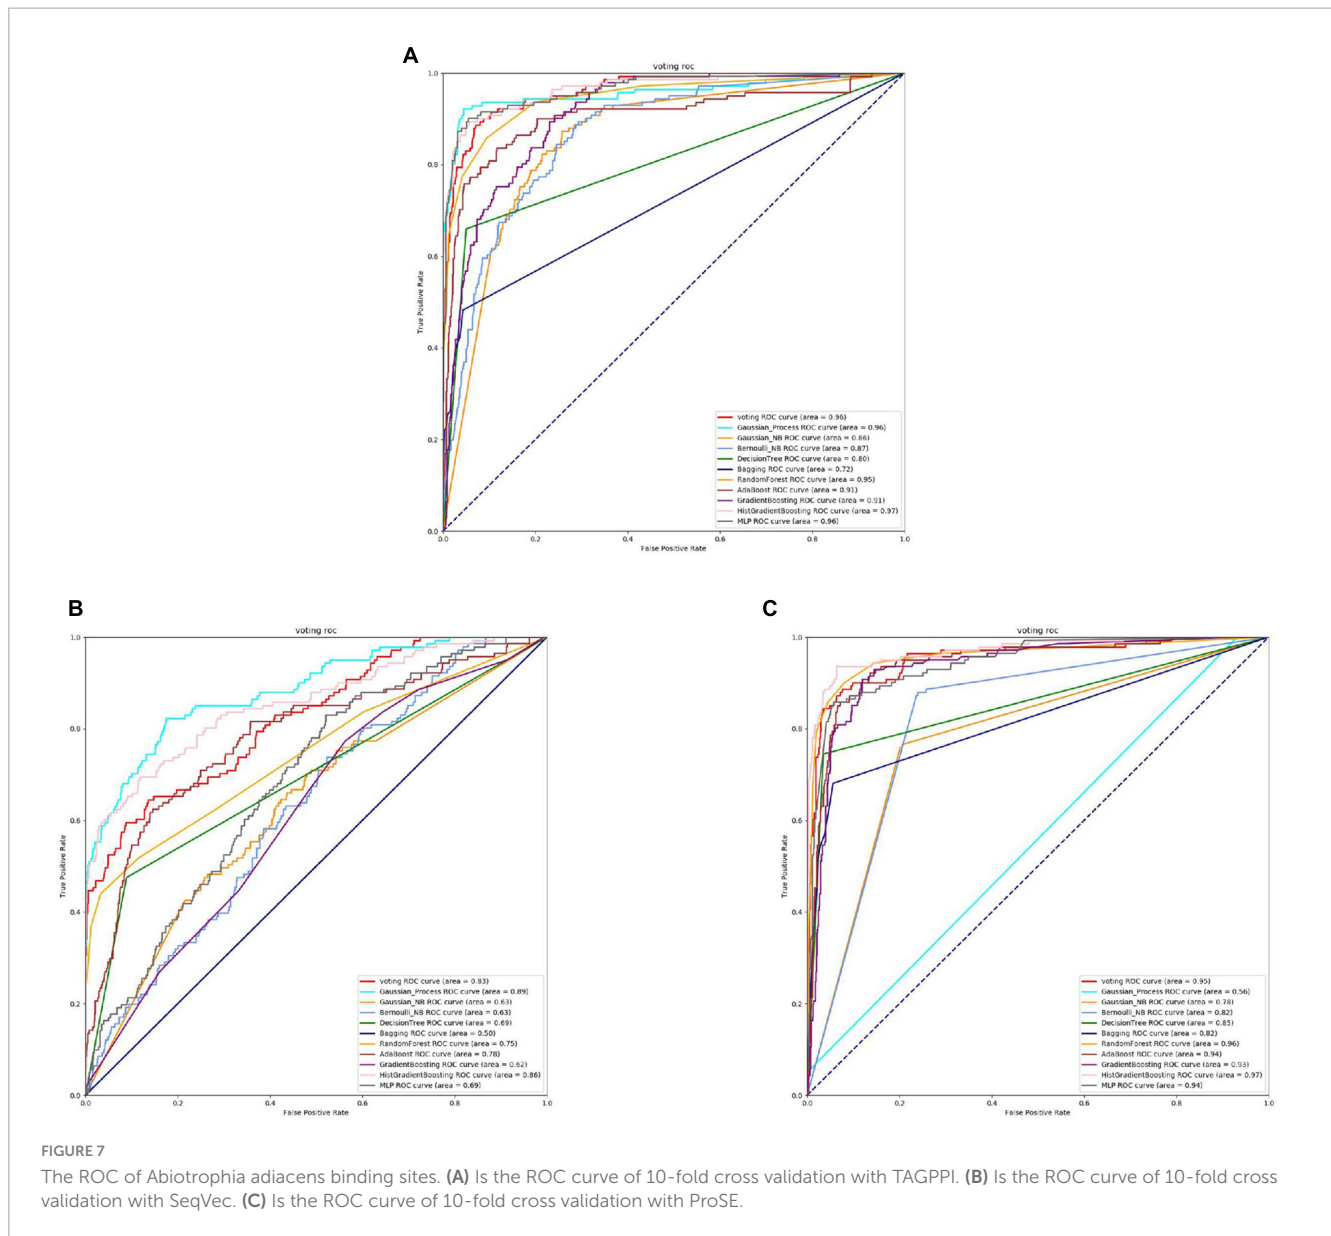 A
voting roc
True Positive Rate
1.0
0.8
0.6
0.4
0.2
0.0
voting ROC curve (area = 0.96)
Gaussian_Process ROC curve (area = 0.96)
Gaussian_NB ROC curve (area = 0.86)
Bernoulli_NB ROC curve (area = 0.87)
DecisionTree ROC curve (area = 0.80)
Bagging ROC curve (area = 0.72)
RandomForest ROC curve (area = 0.95)
AdaBoost ROC curve (area = 0.91)
GradientBoosting ROC curve (area = 0.91)
HistGradientBoosting ROC curve (area = 0.97)
MLP ROC curve (area = 0.96)
0.0 0.2 0.4 0.6 0.8 1.0
False Positive Rate
B
voting roc
True Positive Rate
1.0
0.8
0.6
0.4
0.2
0.0
voting ROC curve (area = 0.83)
Gaussian_Process ROC curve (area = 0.89)
Gaussian_NB ROC curve (area = 0.63)
Bernoulli_NB ROC curve (area = 0.63)
DecisionTree ROC curve (area = 0.69)
Bagging ROC curve (area = 0.50)
RandomForest ROC curve (area = 0.75)
AdaBoost ROC curve (area = 0.78)
GradientBoosting ROC curve (area = 0.62)
HistGradientBoosting ROC curve (area = 0.86)
MLP ROC curve (area = 0.69)
0.0 0.2 0.4 0.6 0.8 1.0
False Positive Rate
C
voting roc
True Positive Rate
1.0
0.8
0.6
0.4
0.2
0.0
voting ROC curve (area = 0.95)
Gaussian_Process ROC curve (area = 0.56)
Gaussian_NB ROC curve (area = 0.78)
Bernoulli_NB ROC curve (area = 0.82)
DecisionTree ROC curve (area = 0.85)
Bagging ROC curve (area = 0.82)
RandomForest ROC curve (area = 0.96)
AdaBoost ROC curve (area = 0.94)
GradientBoosting ROC curve (area = 0.93)
HistGradientBoosting ROC curve (area = 0.97)
MLP ROC curve (area = 0.94)
0.0 0.2 0.4 0.6 0.8 1.0
False Positive Rate
FIGURE 7
The ROC of Abiotrophia adiacens binding sites. (A) Is the ROC curve of 10-fold cross validation with TAGPPI. (B) Is the ROC curve of 10-fold cross
validation with SeqVec. (C) Is the ROC curve of 10-fold cross validation with ProSE.